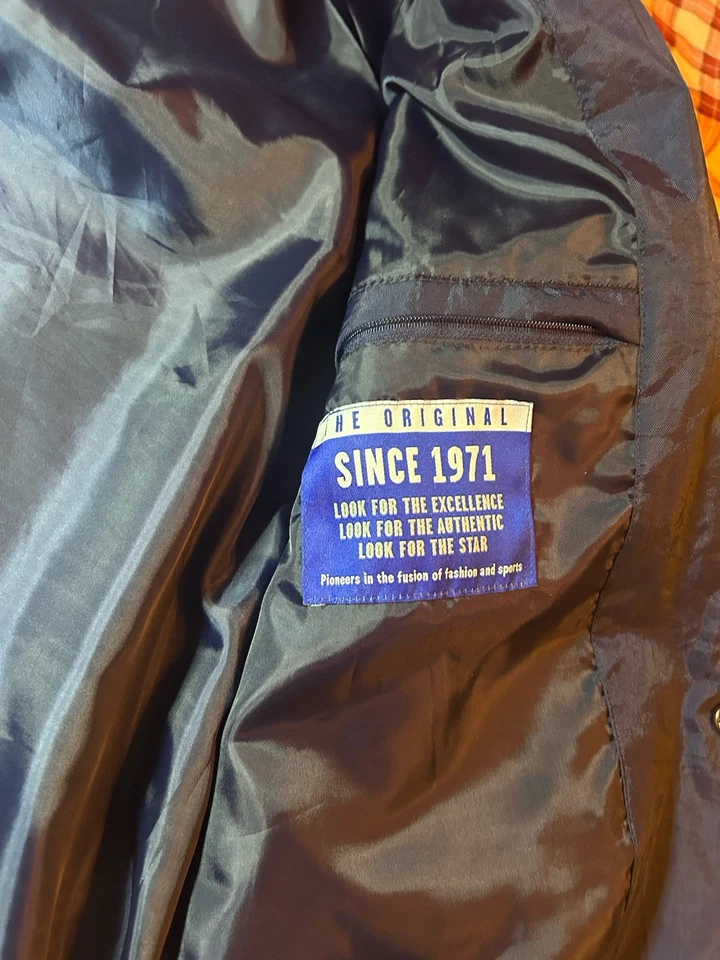 THE ORIGINAL
SINCE 1971
LOOK FOR THE EXCELLENCE
LOOK FOR THE AUTHENTIC
LOOK FOR THE STAR
Pioneers in the fusion of fashion and sports